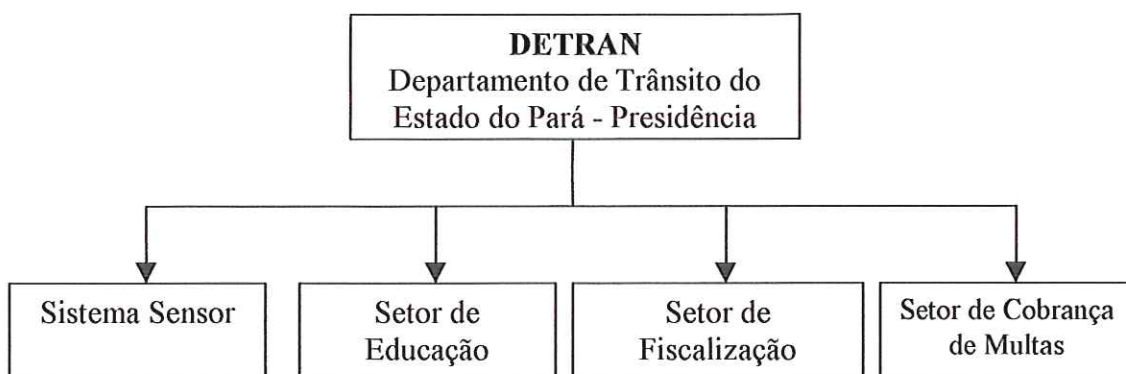 DETRAN
Departamento de Trânsito do
Estado do Pará - Presidência
Sistema Sensor
Setor de
Educação
Setor de
Fiscalização
Setor de Cobrança
de Multas